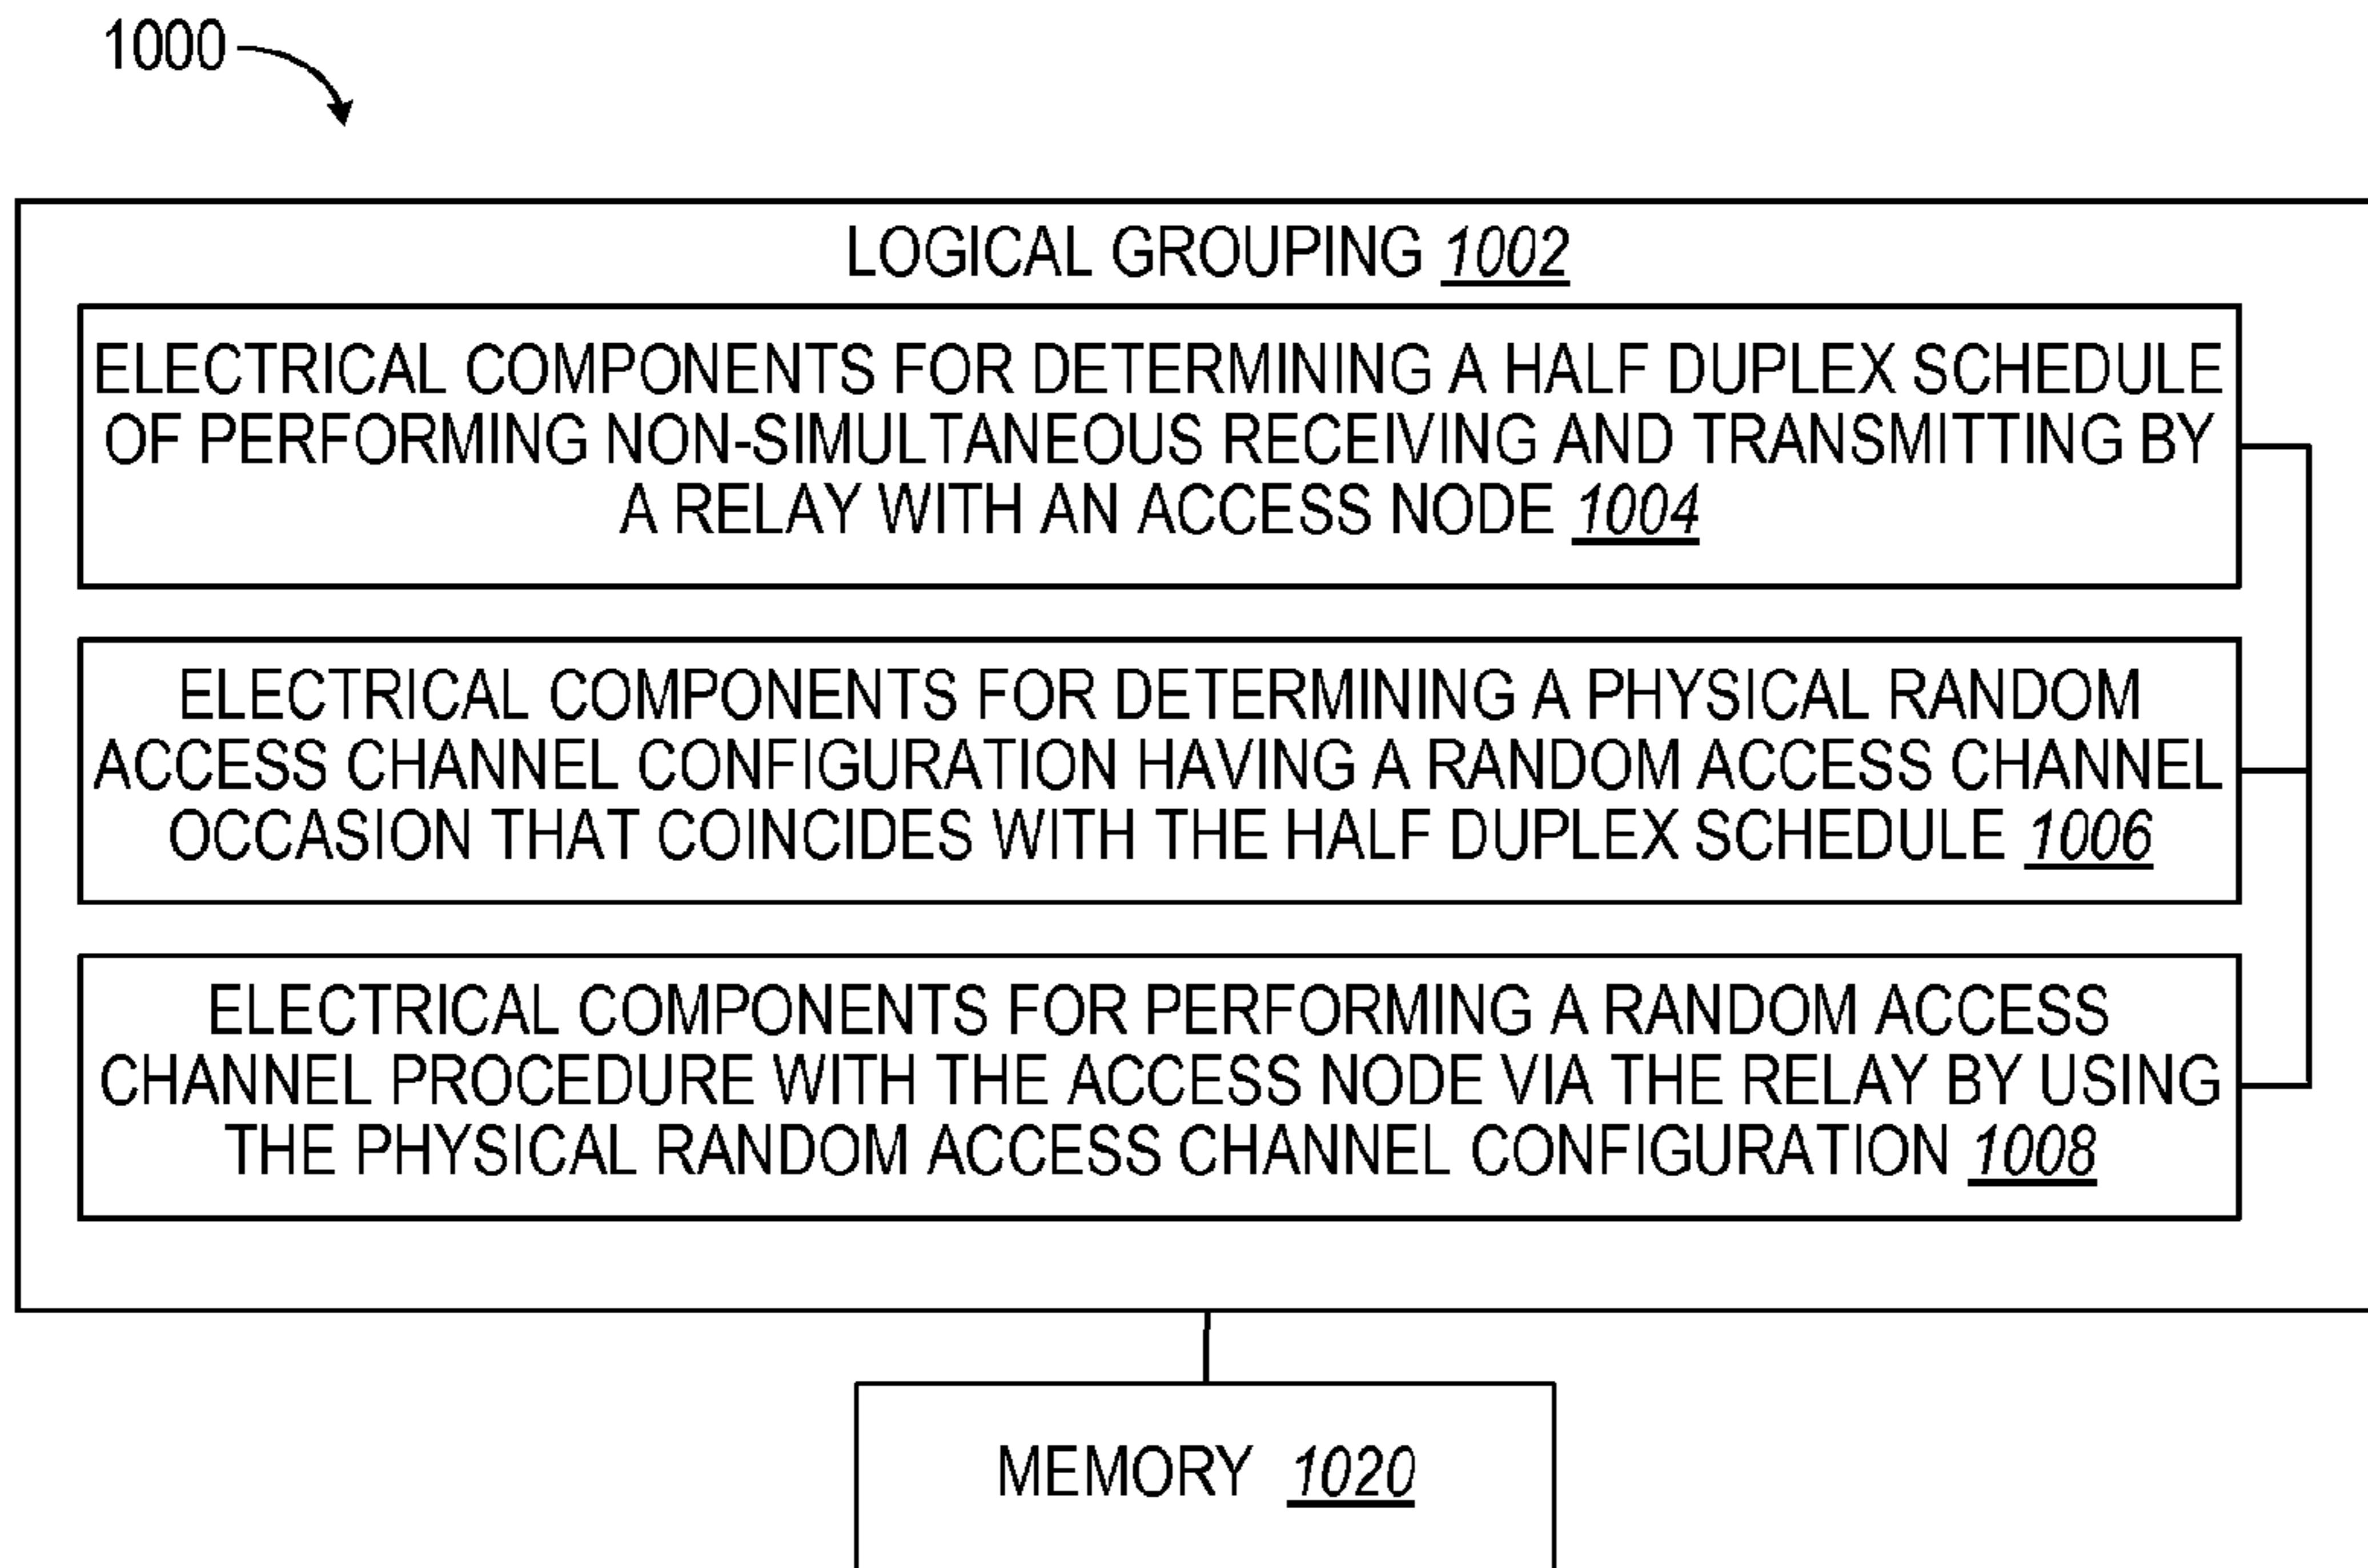 1000
LOGICAL GROUPING 1002
ELECTRICAL COMPONENTS FOR DETERMINING A HALF DUPLEX SCHEDULE
OF PERFORMING NON-SIMULTANEOUS RECEIVING AND TRANSMITTING BY
A RELAY WITH AN ACCESS NODE 1004
ELECTRICAL COMPONENTS FOR DETERMINING A PHYSICAL RANDOM
ACCESS CHANNEL CONFIGURATION HAVING A RANDOM ACCESS CHANNEL
OCCASION THAT COINCIDES WITH THE HALF DUPLEX SCHEDULE 1006
ELECTRICAL COMPONENTS FOR PERFORMING A RANDOM ACCESS
CHANNEL PROCEDURE WITH THE ACCESS NODE VIA THE RELAY BY USING
THE PHYSICAL RANDOM ACCESS CHANNEL CONFIGURATION 1008
MEMORY 1020